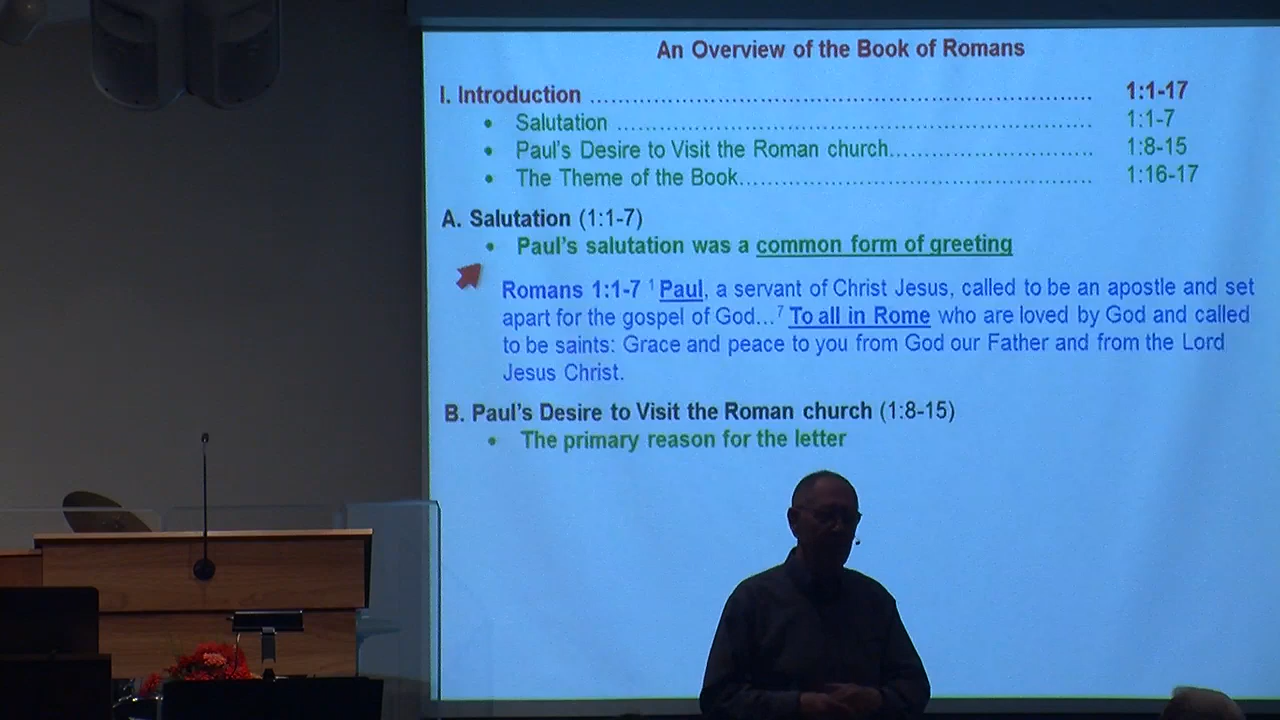 An Overview of the Book of Romans
I. Introduction ........................................................................ 1:1-17
• Salutation ..................................................................... 1:1-7
• Paul's Desire to Visit the Roman church............................. 1:8-15
• The Theme of the Book.................................................... 1:16-17
A. Salutation (1:1-7)
• Paul's salutation was a common form of greeting
Romans 1:1-7 ¹ Paul, a servant of Christ Jesus, called to be an apostle and set
apart for the gospel of God...⁷ To all in Rome who are loved by God and called
to be saints: Grace and peace to you from God our Father and from the Lord
Jesus Christ.
B. Paul's Desire to Visit the Roman church (1:8-15)
• The primary reason for the letter